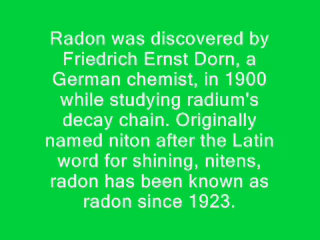 Radon was discovered by
Friedrich Ernst Dorn, a
German chemist, in 1900
while studying radium's
decay chain. Originally
named niton after the Latin
word for shining, nitens,
radon has been known as
radon since 1923.